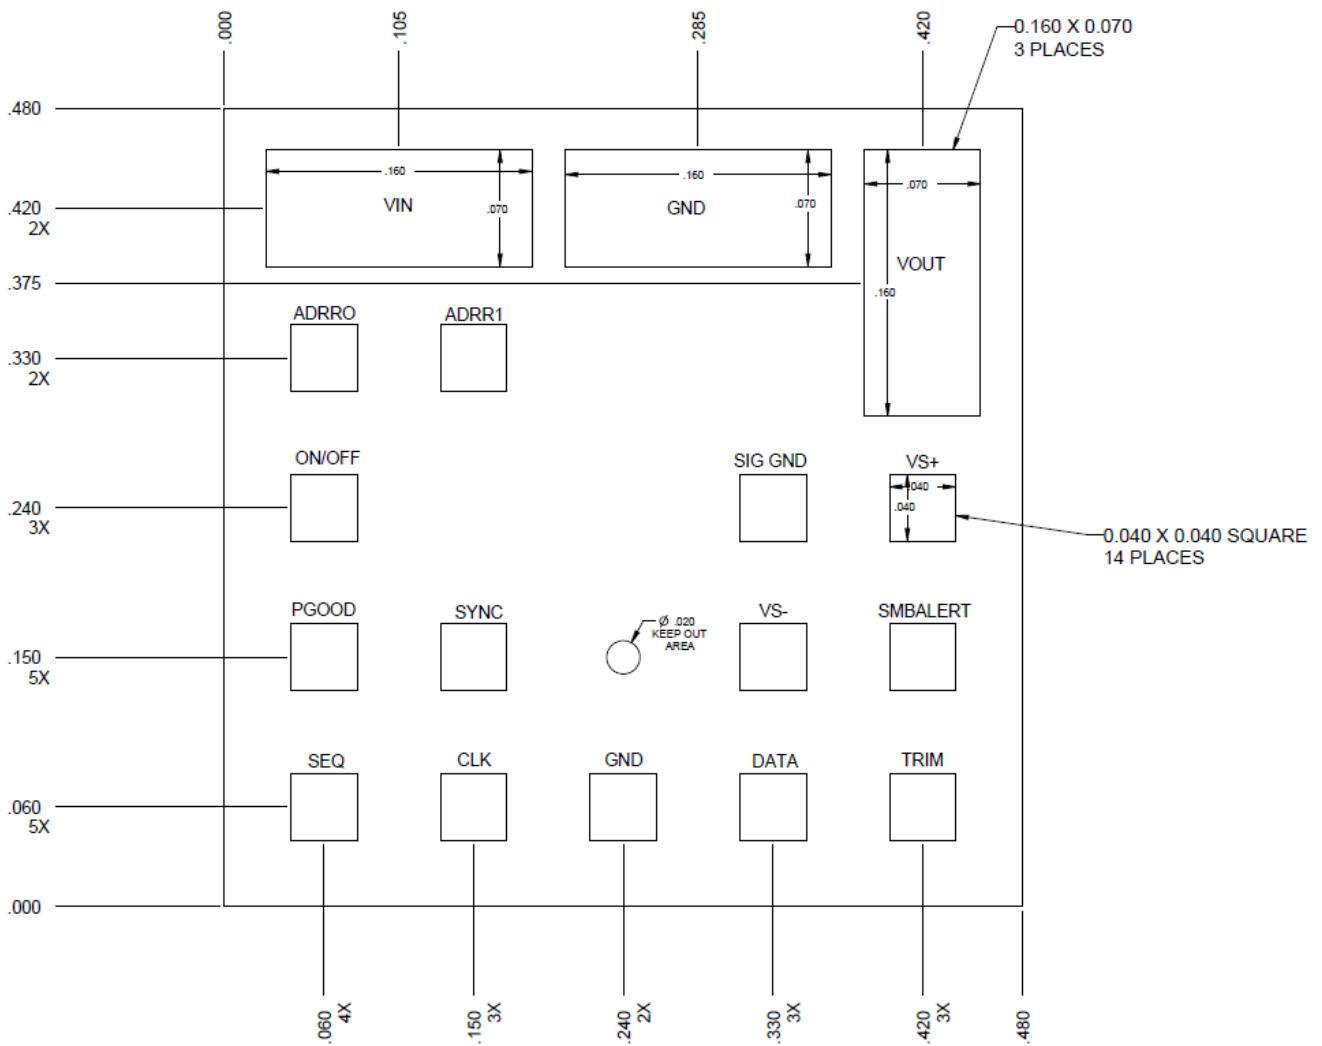 .000
.105
.285
.420
0.160 X 0.070
3 PLACES
.480
.160
.160
.070
VIN
.070
GND
.070
.420
2X
VOUT
.375
.160
ADRRO
ADRR1
.330
2X
ON/OFF
SIG GND
VS+
.040
.040
.240
3X
0.040 X 0.040 SQUARE
14 PLACES
PGOOD
SYNC
Ø .020
KEEP OUT
AREA
VS-
SMBALERT
.150
5X
SEQ
CLK
GND
DATA
TRIM
.060
5X
.000
.060
4X
.150
3X
.240
2X
.330
3X
.420
3X
.480